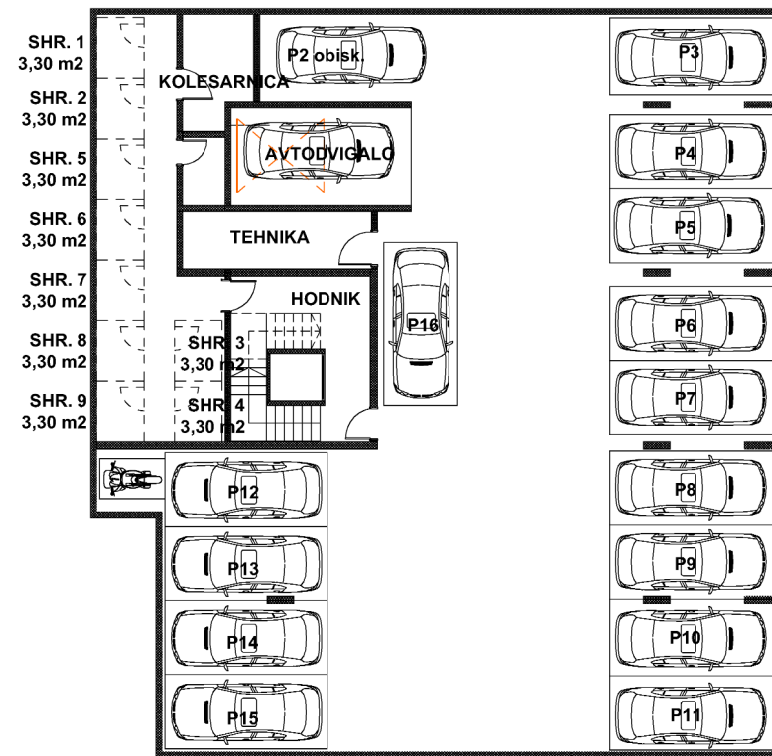 SHR. 1
3,30 m2
SHR. 2
3,30 m2
SHR. 5
3,30 m2
SHR. 6
3,30 m2
SHR. 7
3,30 m2
SHR. 8
3,30 m2
SHR. 9
3,30 m2
KOLESARNICA
P2 obisk.
AVTODVIGALO
TEHNIKA
HODNIK
SHR. 3
3,30 m2
SHR. 4
3,30 m2
P16
P3
P4
P5
P6
P7
P8
P9
P10
P11
P12
P13
P14
P15